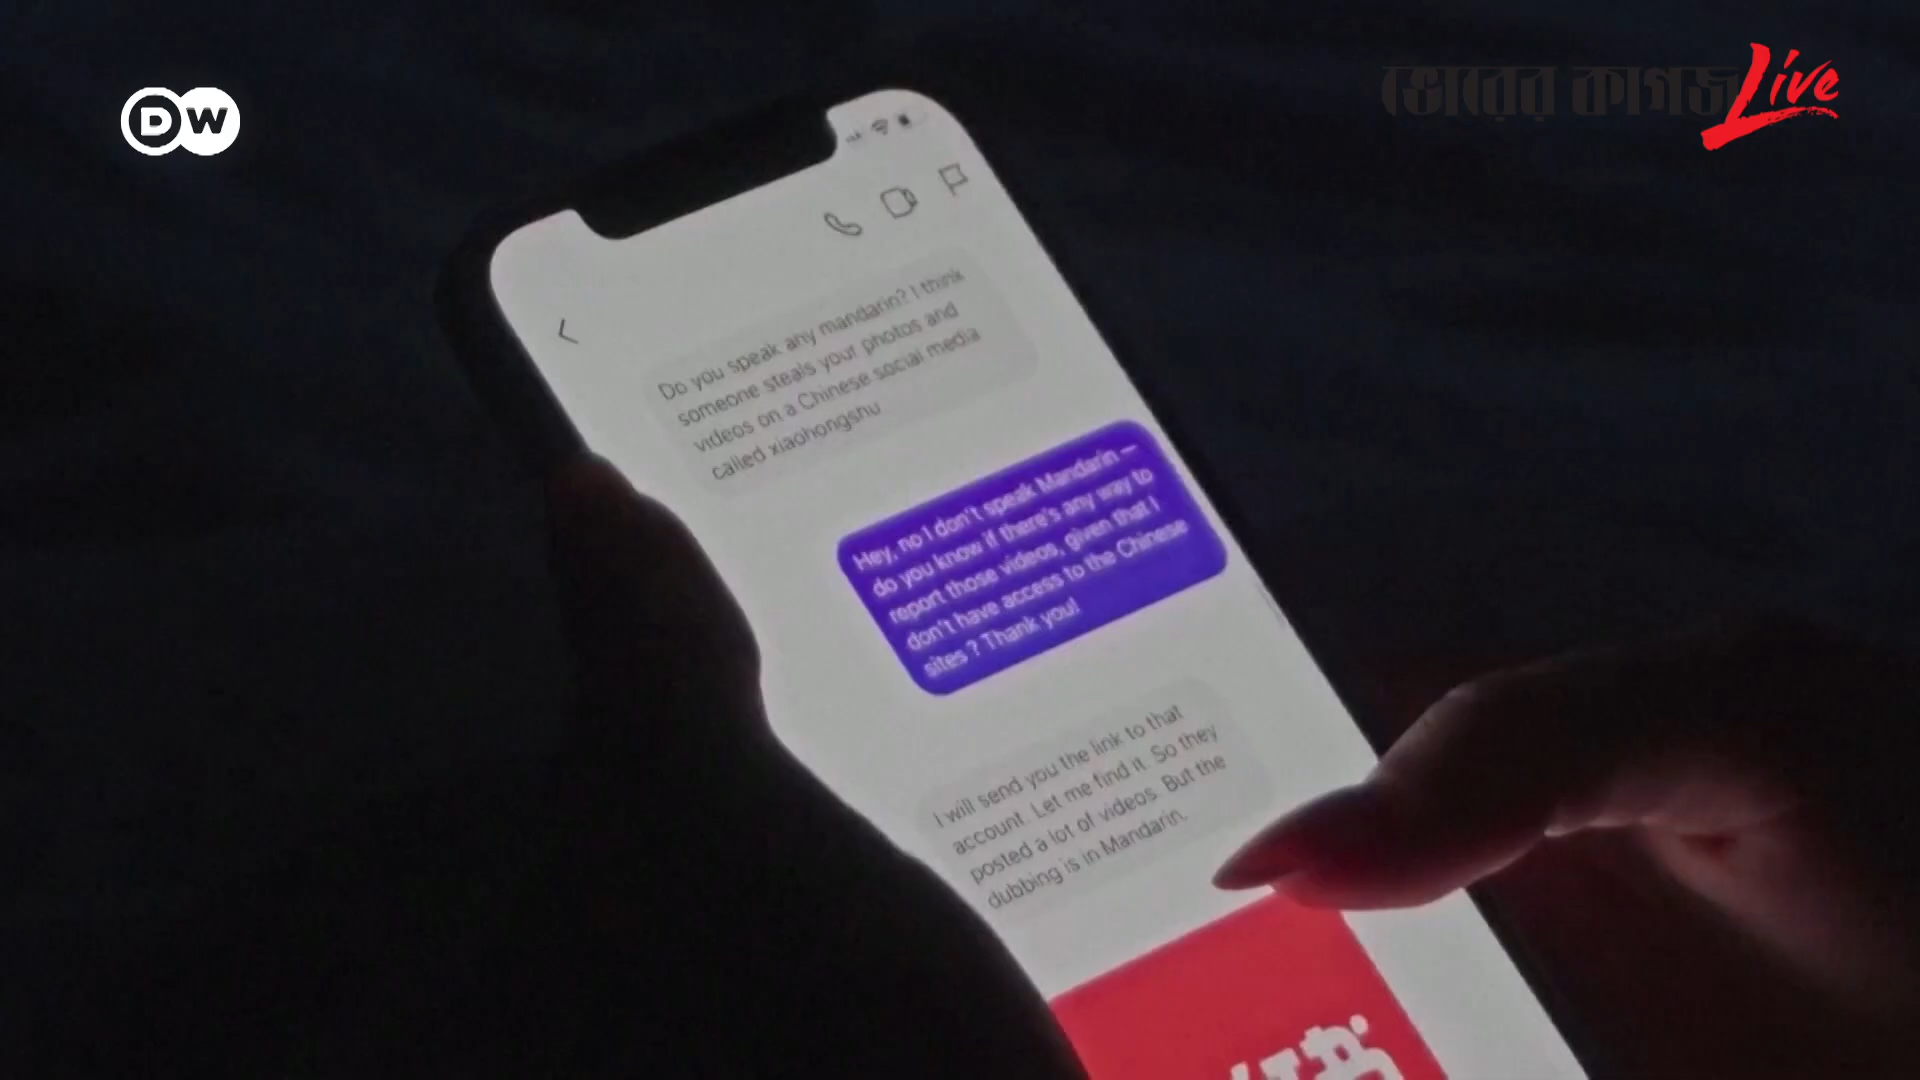 DW
ভোরের কাগজ Live
Do you speak any mandarin? I think
someone steals your photos and
videos on a Chinese social media
called xiaohongshu
Hey, no I don't speak Mandarin —
do you know if there's any way to
report those videos, given that I
don't have access to the Chinese
sites ? Thank you!
I will send you the link to that
account. Let me find it. So they
posted a lot of videos. But the
dubbing is in Mandarin.